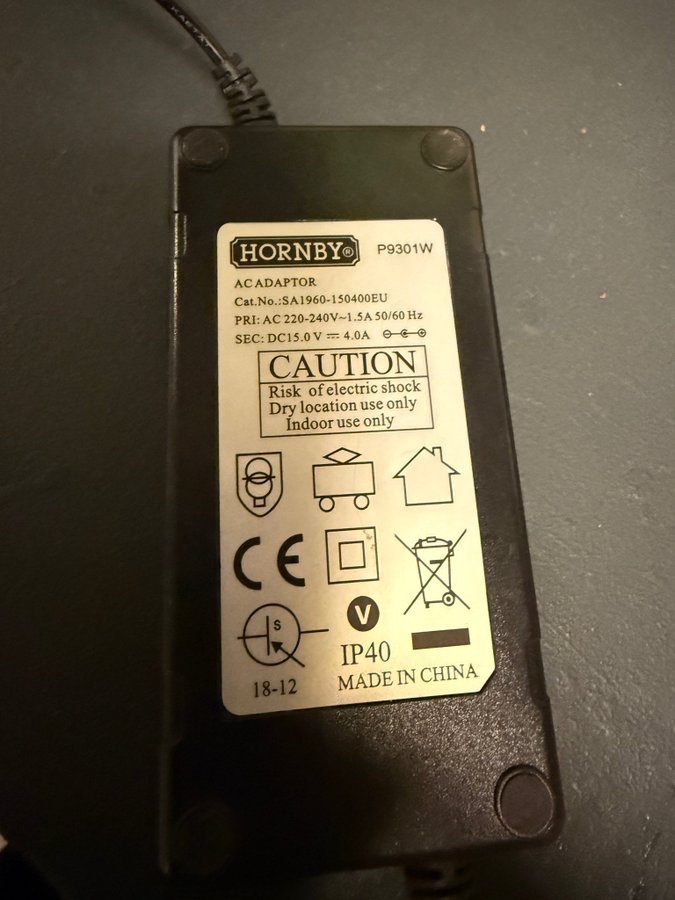 HORNBY® P9301W
AC ADAPTOR
Cat.No.:SA1960-150400EU
PRI: AC 220-240V~1.5A 50/60 Hz
SEC: DC15.0 V ⎓ 4.0A
CAUTION
Risk of electric shock
Dry location use only
Indoor use only
CE
S
V
IP40
18-12
MADE IN CHINA